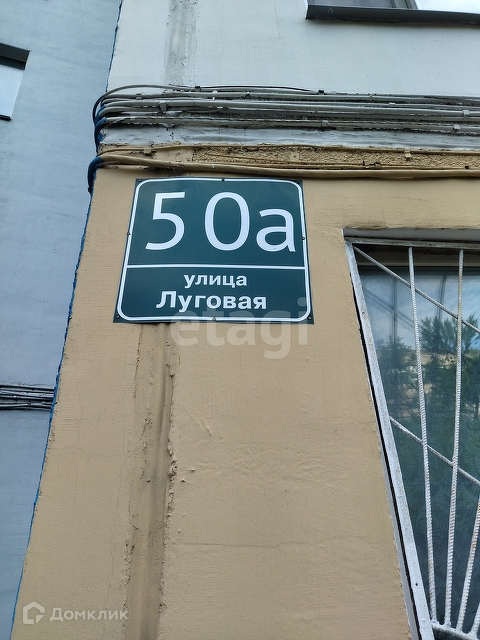 50а
улица
Луговая
etagi
Домклик